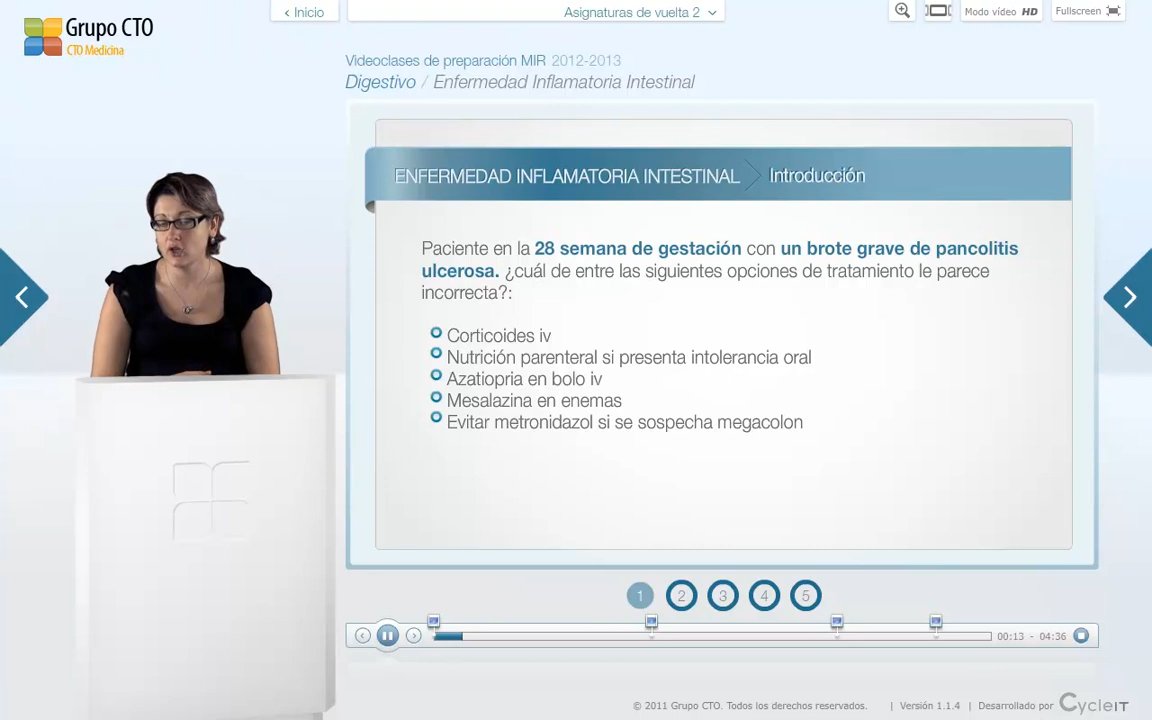 Grupo CTO
CTO Medicina
‹ Inicio
Asignaturas de vuelta 2
Modo vídeo HD
Fullscreen
Videoclases de preparación MIR 2012-2013
Digestivo / Enfermedad Inflamatoria Intestinal
ENFERMEDAD INFLAMATORIA INTESTINAL Introducción
Paciente en la 28 semana de gestación con un brote grave de pancolitis
ulcerosa. ¿cuál de entre las siguientes opciones de tratamiento le parece
incorrecta?:
Corticoides iv
Nutrición parenteral si presenta intolerancia oral
Azatiopria en bolo iv
Mesalazina en enemas
Evitar metronidazol si se sospecha megacolon
1 2 3 4 5
00:13 - 04:36
© 2011 Grupo CTO. Todos los derechos reservados. | Versión 1.1.4 | Desarrollado por CycleIT